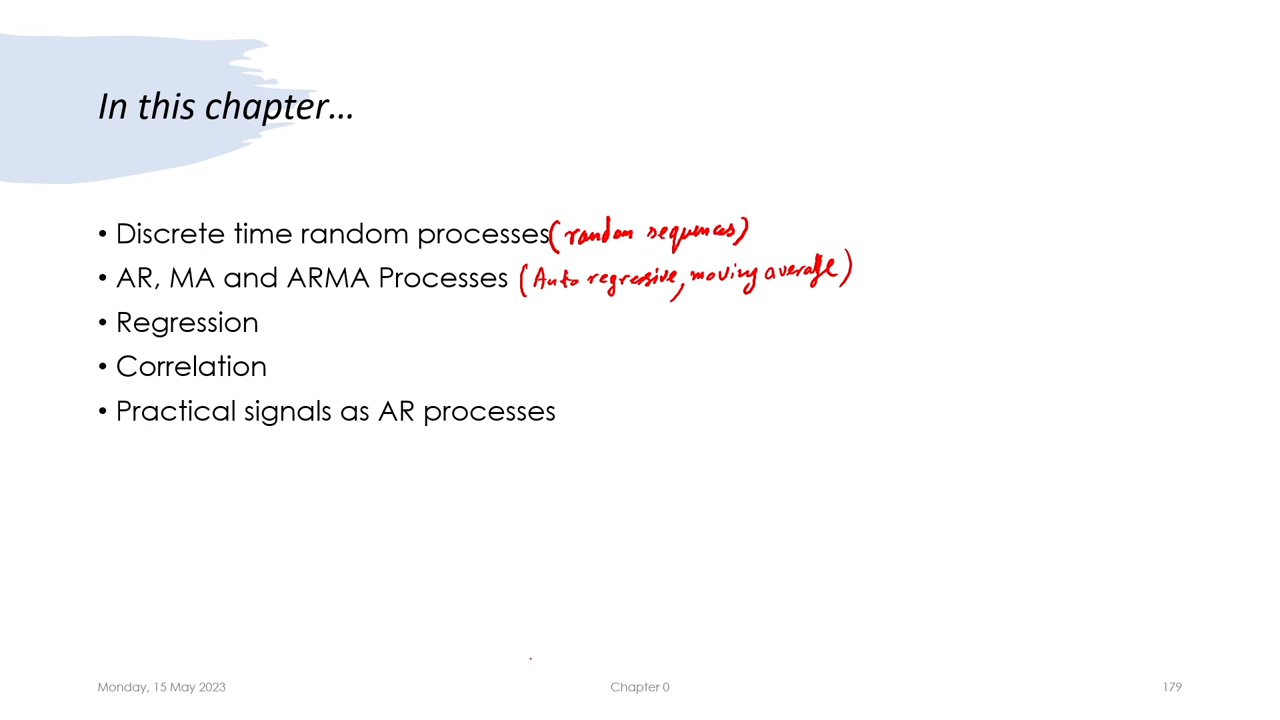 In this chapter...
• Discrete time random processes (random sequences)
• AR, MA and ARMA Processes (Auto regressive, moving average)
• Regression
• Correlation
• Practical signals as AR processes
Monday, 15 May 2023 Chapter 0 179